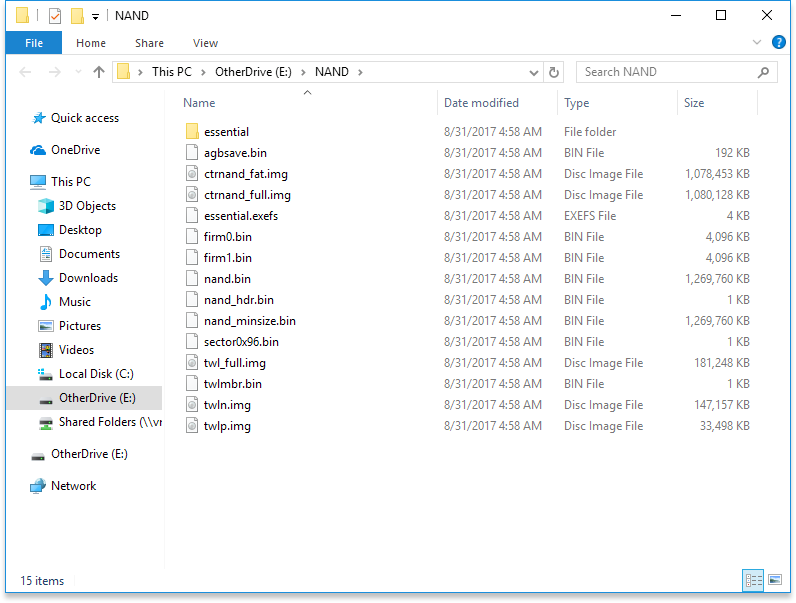 NAND
File Home Share View
This PC OtherDrive (E:) NAND Search NAND
Name Date modified Type Size
Quick access
OneDrive
This PC
3D Objects
Desktop
Documents
Downloads
Music
Pictures
Videos
Local Disk (C:)
OtherDrive (E:)
Shared Folders (\\vr
OtherDrive (E:)
Network
essential 8/31/2017 4:58 AM File folder
agbsave.bin 8/31/2017 4:58 AM BIN File 192 KB
ctrnand_fat.img 8/31/2017 4:58 AM Disc Image File 1,078,453 KB
ctrnand_full.img 8/31/2017 4:58 AM Disc Image File 1,080,128 KB
essential.exefs 8/31/2017 4:58 AM EXEFS File 4 KB
firm0.bin 8/31/2017 4:58 AM BIN File 4,096 KB
firm1.bin 8/31/2017 4:58 AM BIN File 4,096 KB
nand.bin 8/31/2017 4:58 AM BIN File 1,269,760 KB
nand_hdr.bin 8/31/2017 4:58 AM BIN File 1 KB
nand_minsize.bin 8/31/2017 4:58 AM BIN File 1,269,760 KB
sector0x96.bin 8/31/2017 4:58 AM BIN File 1 KB
twl_full.img 8/31/2017 4:58 AM Disc Image File 181,248 KB
twlmbr.bin 8/31/2017 4:58 AM BIN File 1 KB
twln.img 8/31/2017 4:58 AM Disc Image File 147,157 KB
twlp.img 8/31/2017 4:58 AM Disc Image File 33,498 KB
15 items